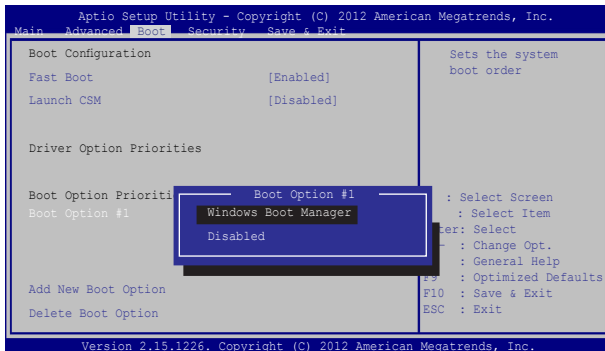 Aptio Setup Utility - Copyright (C) 2012 American Megatrends, Inc.
Main Advanced Boot Security Save & Exit
Boot Configuration
Fast Boot [Enabled]
Launch CSM [Disabled]
Driver Option Priorities
Boot Option Prioriti
Boot Option #1
Boot Option #1
Windows Boot Manager
Disabled
Add New Boot Option
Delete Boot Option
Sets the system
boot order
: Select Screen
: Select Item
ter: Select
: Change Opt.
: General Help
F9 : Optimized Defaults
F10 : Save & Exit
ESC : Exit
Version 2.15.1226. Copyright (C) 2012 American Megatrends, Inc.